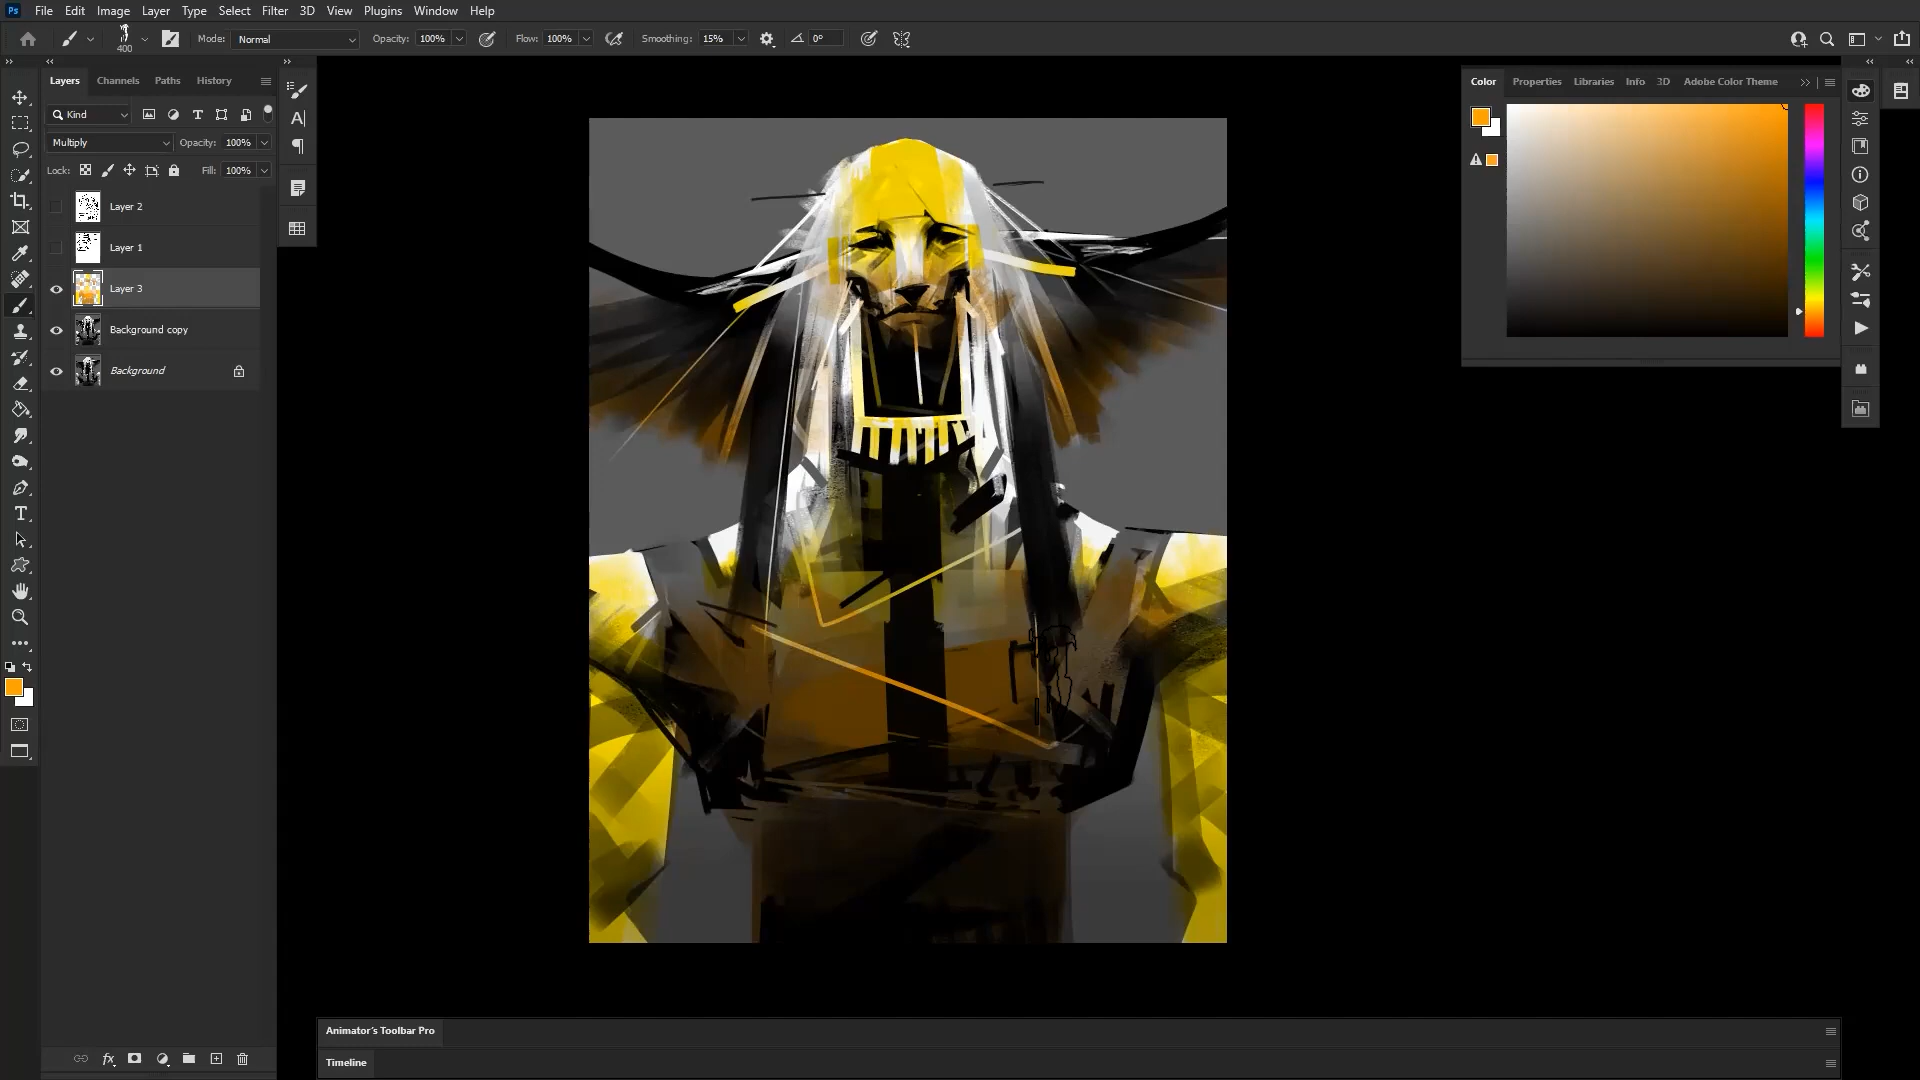 Ps File Edit Image Layer Type Select Filter 3D View Plugins Window Help
400 Mode: Normal Opacity: 100% Flow: 100% Smoothing: 15% 0°
Layers Channels Paths History
Kind
Multiply Opacity: 100%
Lock: Fill: 100%
Layer 2
Layer 1
Layer 3
Background copy
Background
fx
Color Properties Libraries Info 3D Adobe Color Theme
Animator's Toolbar Pro
Timeline